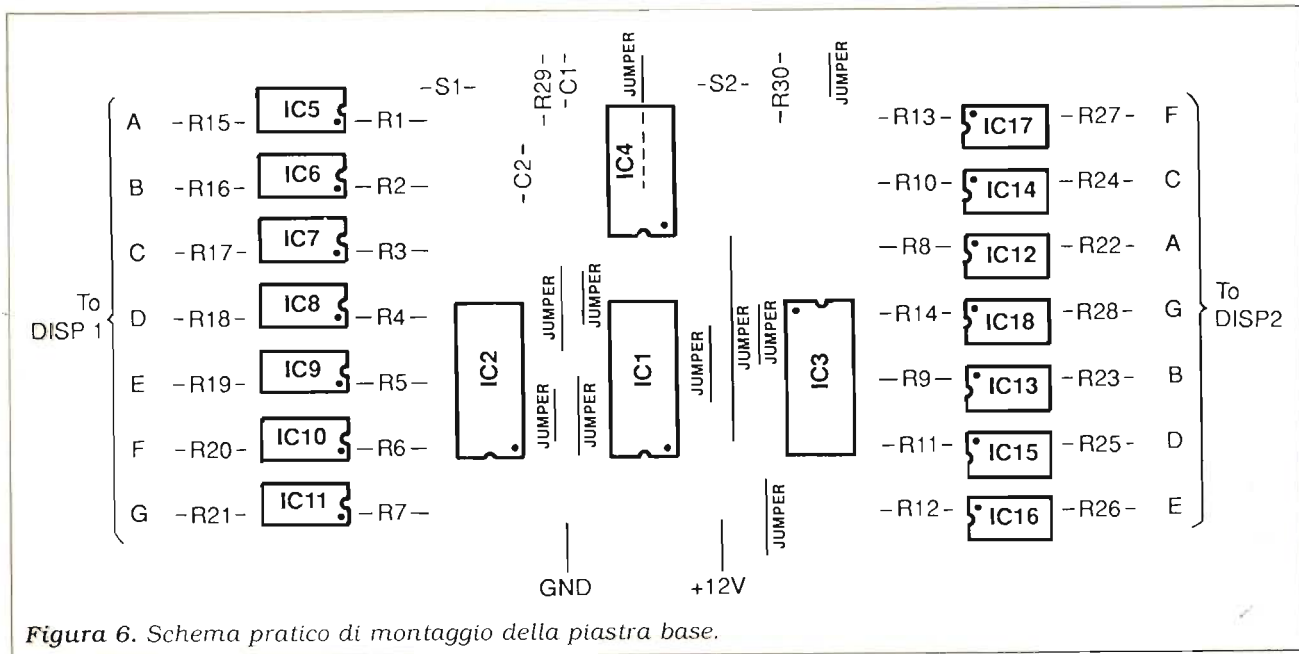 JUMPER
-S1-
-R29-
-C1-
-S2-
-R30-
JUMPER
A -R15- IC5 -R1-
B -R16- IC6 -R2-
C -R17- IC7 -R3-
D -R18- IC8 -R4-
E -R19- IC9 -R5-
F -R20- IC10 -R6-
G -R21- IC11 -R7-
To
DISP 1
-C2-
IC4
IC2
JUMPER
JUMPER
JUMPER
JUMPER
IC1
JUMPER
JUMPER
JUMPER
IC3
JUMPER
GND
+12V
-R13- IC17 -R27- F
-R10- IC14 -R24- C
-R8- IC12 -R22- A
-R14- IC18 -R28- G
-R9- IC13 -R23- B
-R11- IC15 -R25- D
-R12- IC16 -R26- E
To
DISP2
Figura 6. Schema pratico di montaggio della piastra base.